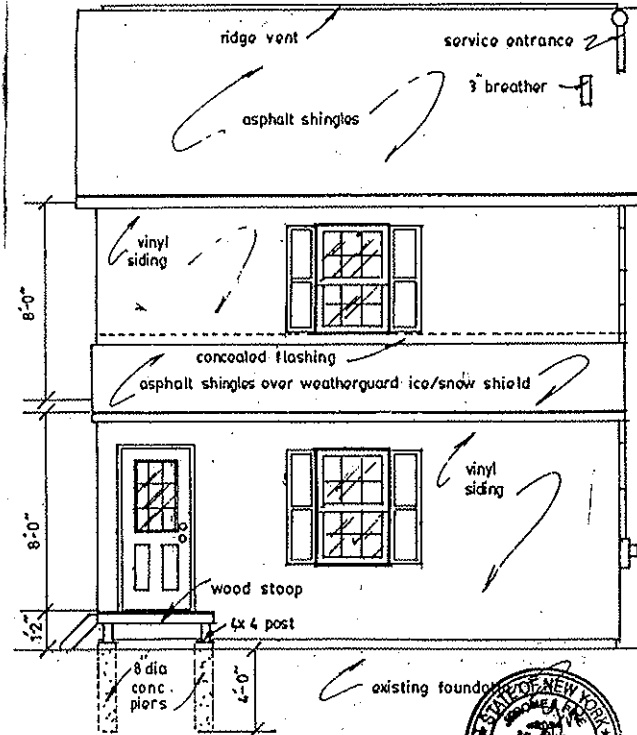 ridge vent
service entrance
3" breather
asphalt shingles
vinyl
siding
8'-0"
concealed flashing
asphalt shingles over weatherguard ice/snow shield
8'-0"
vinyl
siding
wood stoop
4x4 post
8" dia
conc
piers
4'-0"
existing
STATE OF NEW YORK